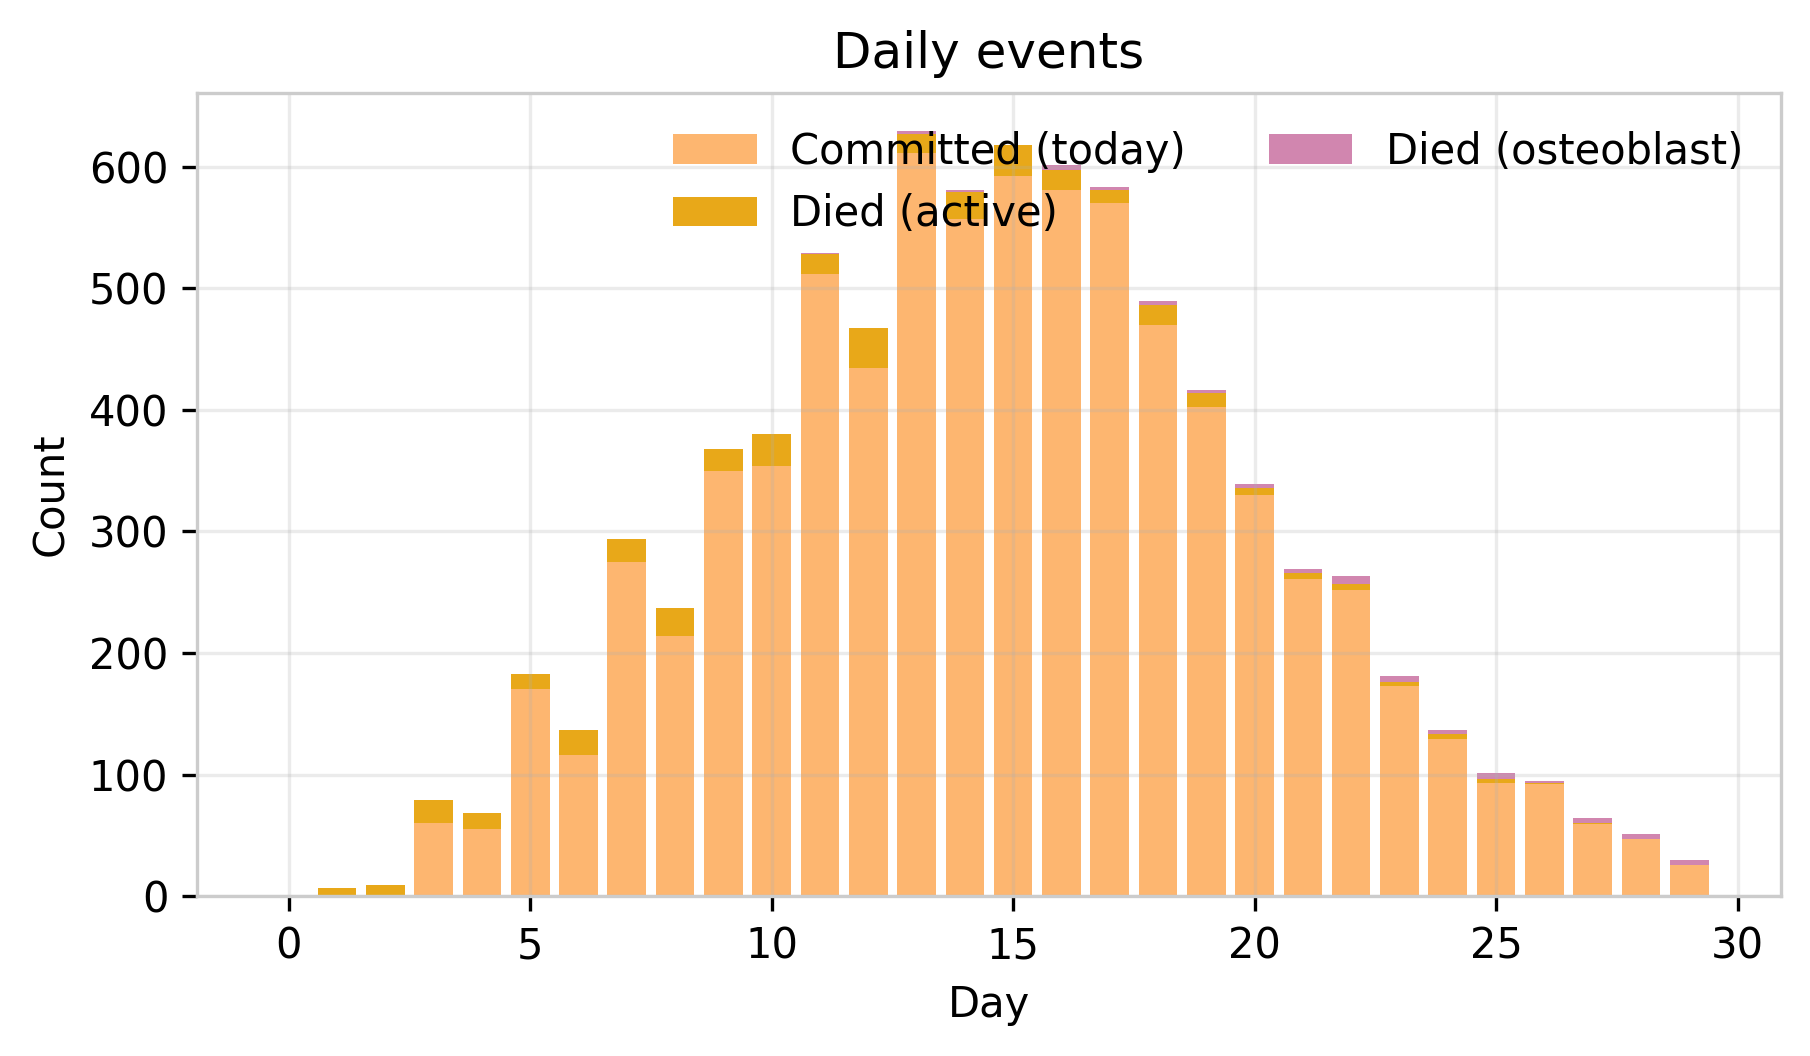 Daily events
Committed (today)
Died (active)
Died (osteoblast)
Count
600
500
400
300
200
100
0
0 5 10 15 20 25 30
Day